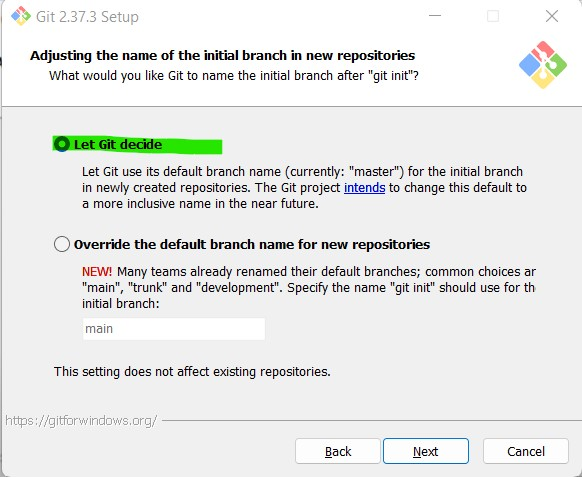 Git 2.37.3 Setup
Adjusting the name of the initial branch in new repositories
What would you like Git to name the initial branch after "git init"?
Let Git decide
Let Git use its default branch name (currently: "master") for the initial branch
in newly created repositories. The Git project intends to change this default to
a more inclusive name in the near future.
Override the default branch name for new repositories
NEW! Many teams already renamed their default branches; common choices ar
"main", "trunk" and "development". Specify the name "git init" should use for the
initial branch:
main
This setting does not affect existing repositories.
https://gitforwindows.org/
Back
Next
Cancel